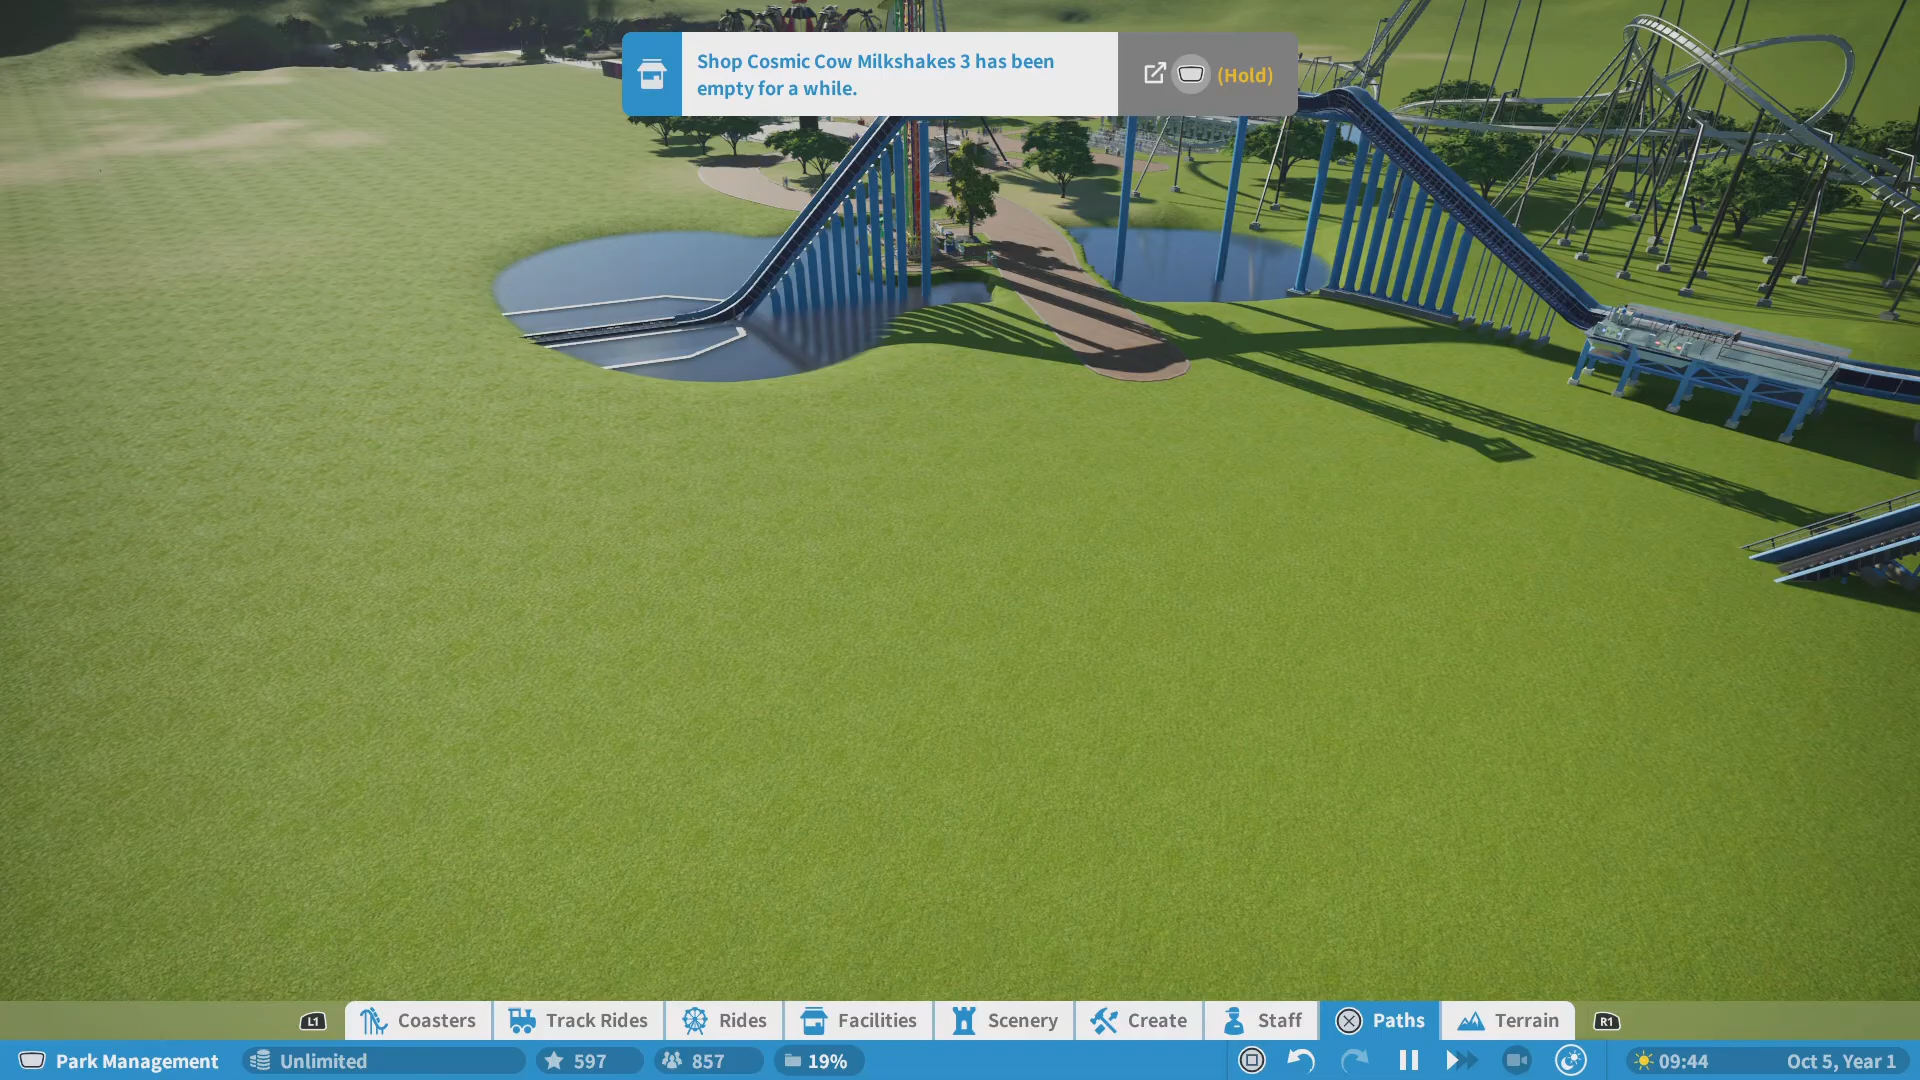 Shop Cosmic Cow Milkshakes 3 has been
empty for a while.
(Hold)
L1
Coasters
Track Rides
Rides
Facilities
Scenery
Create
Staff
Paths
Terrain
R1
Park Management
Unlimited
597
857
19%
09:44
Oct 5, Year 1